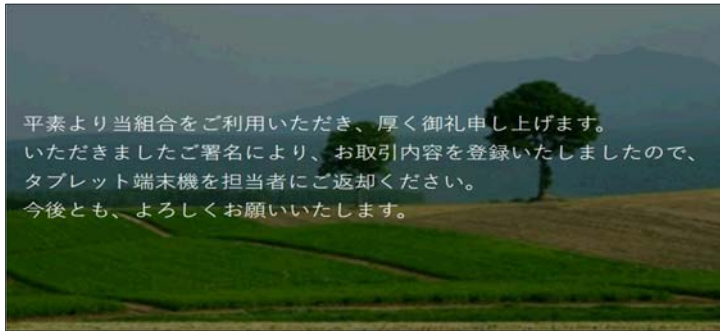 平素より当組合をご利用いただき、厚く御礼申し上げます。
いただきましたご署名により、お取引内容を登録いたしましたので、
タブレット端末機を担当者にご返却ください。
今後とも、よろしくお願いいたします。